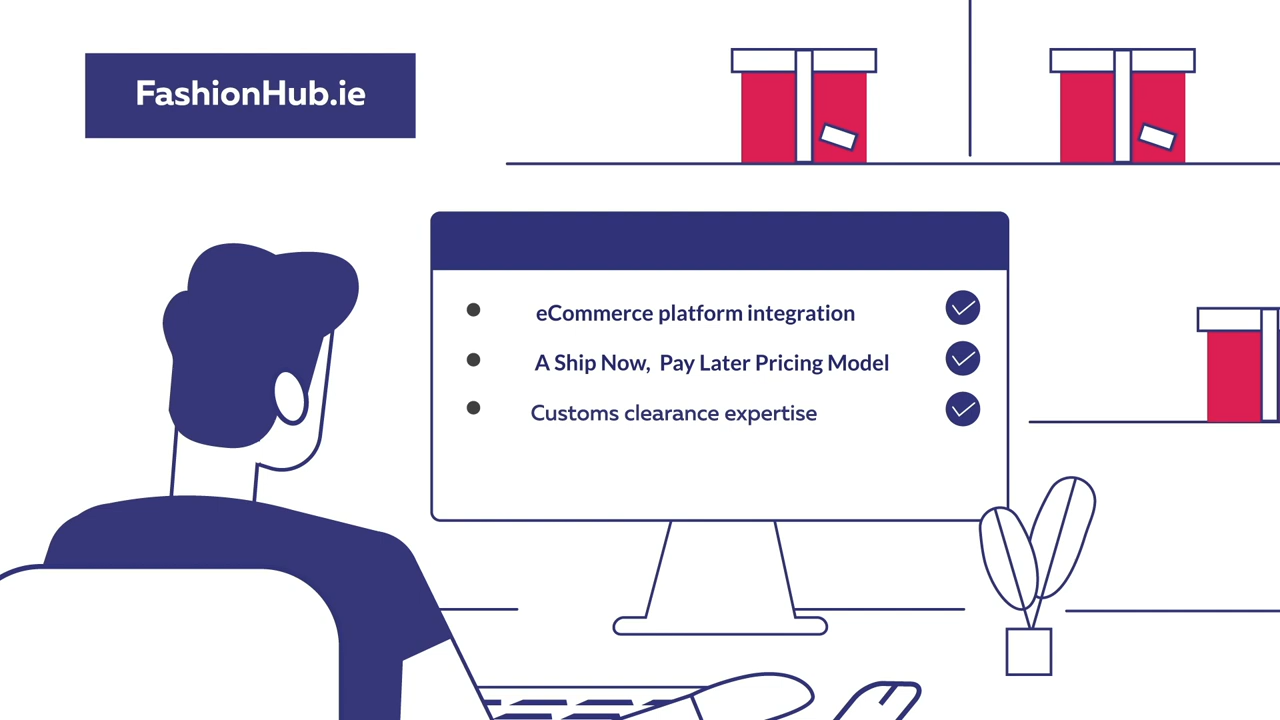 FashionHub.ie
eCommerce platform integration
A Ship Now, Pay Later Pricing Model
Customs clearance expertise